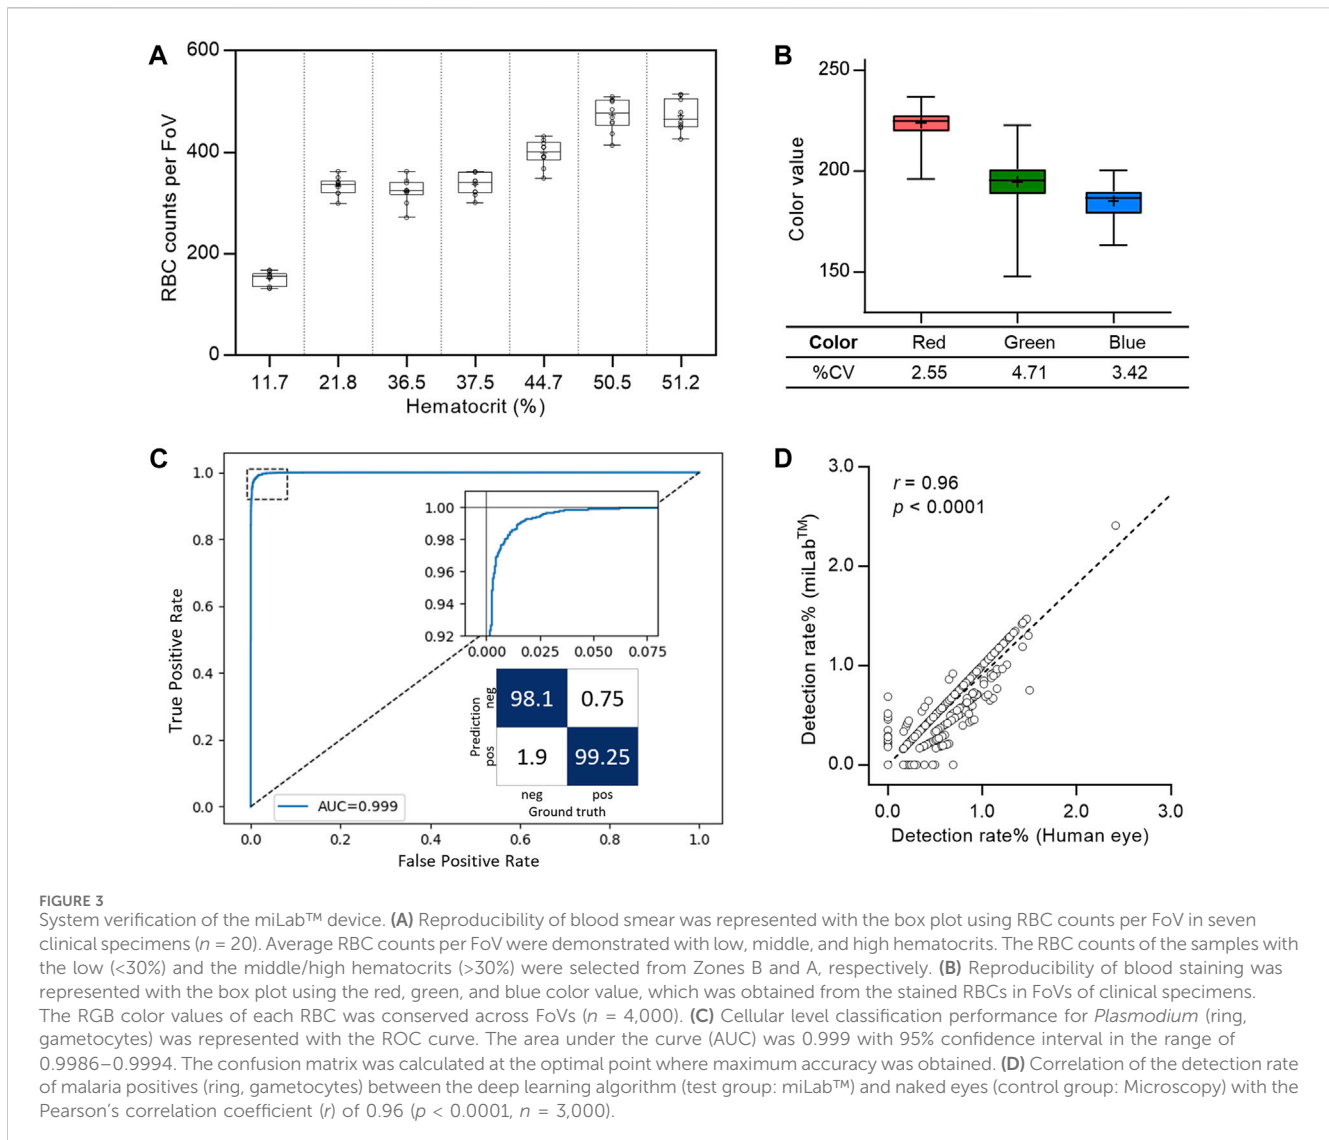 A
600
400
200
0
RBC counts per FoV
11.7 21.8 36.5 37.5 44.7 50.5 51.2
Hematocrit (%)
B
250
200
150
Color value
Color Red Green Blue
%CV 2.55 4.71 3.42
C
1.0
0.8
0.6
0.4
0.2
0.0
True Positive Rate
1.00
0.98
0.96
0.94
0.92
0.000 0.025 0.050 0.075
Prediction
neg
pos
98.1 0.75
1.9 99.25
neg pos
Ground truth
AUC=0.999
0.0 0.2 0.4 0.6 0.8 1.0
False Positive Rate
D
3.0
2.0
1.0
0.0
Detection rate% (miLab™)
r = 0.96
p < 0.0001
0.0 1.0 2.0 3.0
Detection rate% (Human eye)
FIGURE 3
System verification of the miLab™ device. (A) Reproducibility of blood smear was represented with the box plot using RBC counts per FoV in seven
clinical specimens (n = 20). Average RBC counts per FoV were demonstrated with low, middle, and high hematocrits. The RBC counts of the samples with
the low (<30%) and the middle/high hematocrits (>30%) were selected from Zones B and A, respectively. (B) Reproducibility of blood staining was
represented with the box plot using the red, green, and blue color value, which was obtained from the stained RBCs in FoVs of clinical specimens.
The RGB color values of each RBC was conserved across FoVs (n = 4,000). (C) Cellular level classification performance for Plasmodium (ring,
gametocytes) was represented with the ROC curve. The area under the curve (AUC) was 0.999 with 95% confidence interval in the range of
0.9986–0.9994. The confusion matrix was calculated at the optimal point where maximum accuracy was obtained. (D) Correlation of the detection rate
of malaria positives (ring, gametocytes) between the deep learning algorithm (test group: miLab™) and naked eyes (control group: Microscopy) with the
Pearson's correlation coefficient (r) of 0.96 (p < 0.0001, n = 3,000).